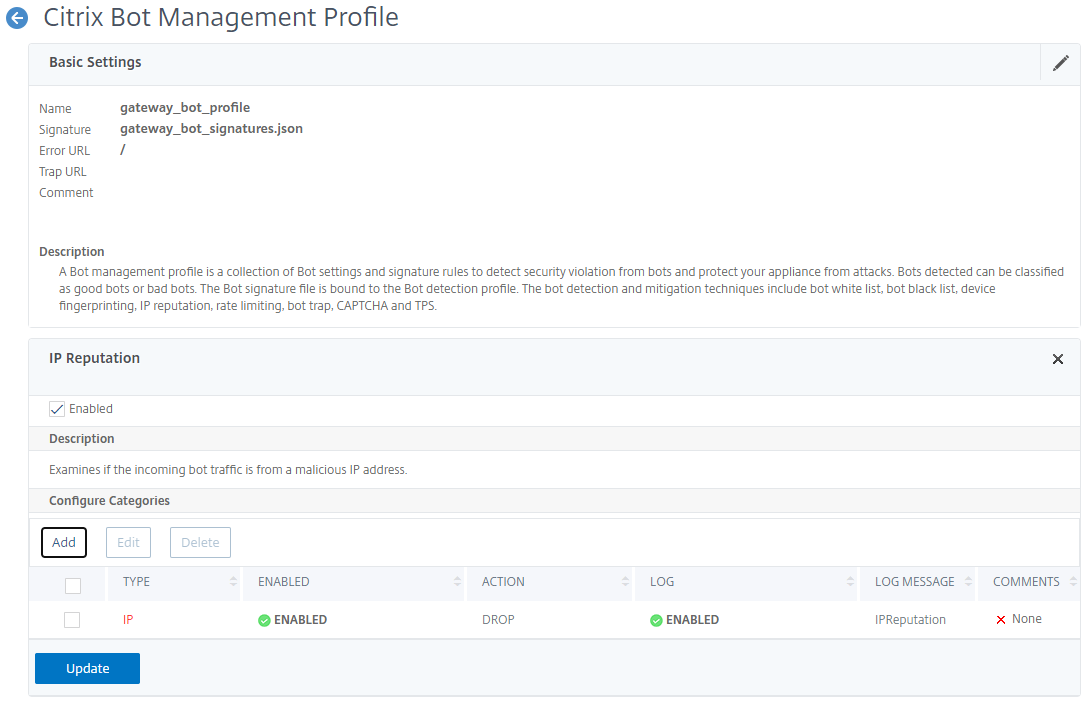 Citrix Bot Management Profile
Basic Settings
Name gateway_bot_profile
Signature gateway_bot_signatures.json
Error URL /
Trap URL
Comment
Description
A Bot management profile is a collection of Bot settings and signature rules to detect security violation from bots and protect your appliance from attacks. Bots detected can be classified
as good bots or bad bots. The Bot signature file is bound to the Bot detection profile. The bot detection and mitigation techniques include bot white list, bot black list, device
fingerprinting, IP reputation, rate limiting, bot trap, CAPTCHA and TPS.
IP Reputation
Enabled
Description
Examines if the incoming bot traffic is from a malicious IP address.
Configure Categories
Add Edit Delete
TYPE ENABLED ACTION LOG LOG MESSAGE COMMENTS
IP ENABLED DROP ENABLED IPReputation None
Update